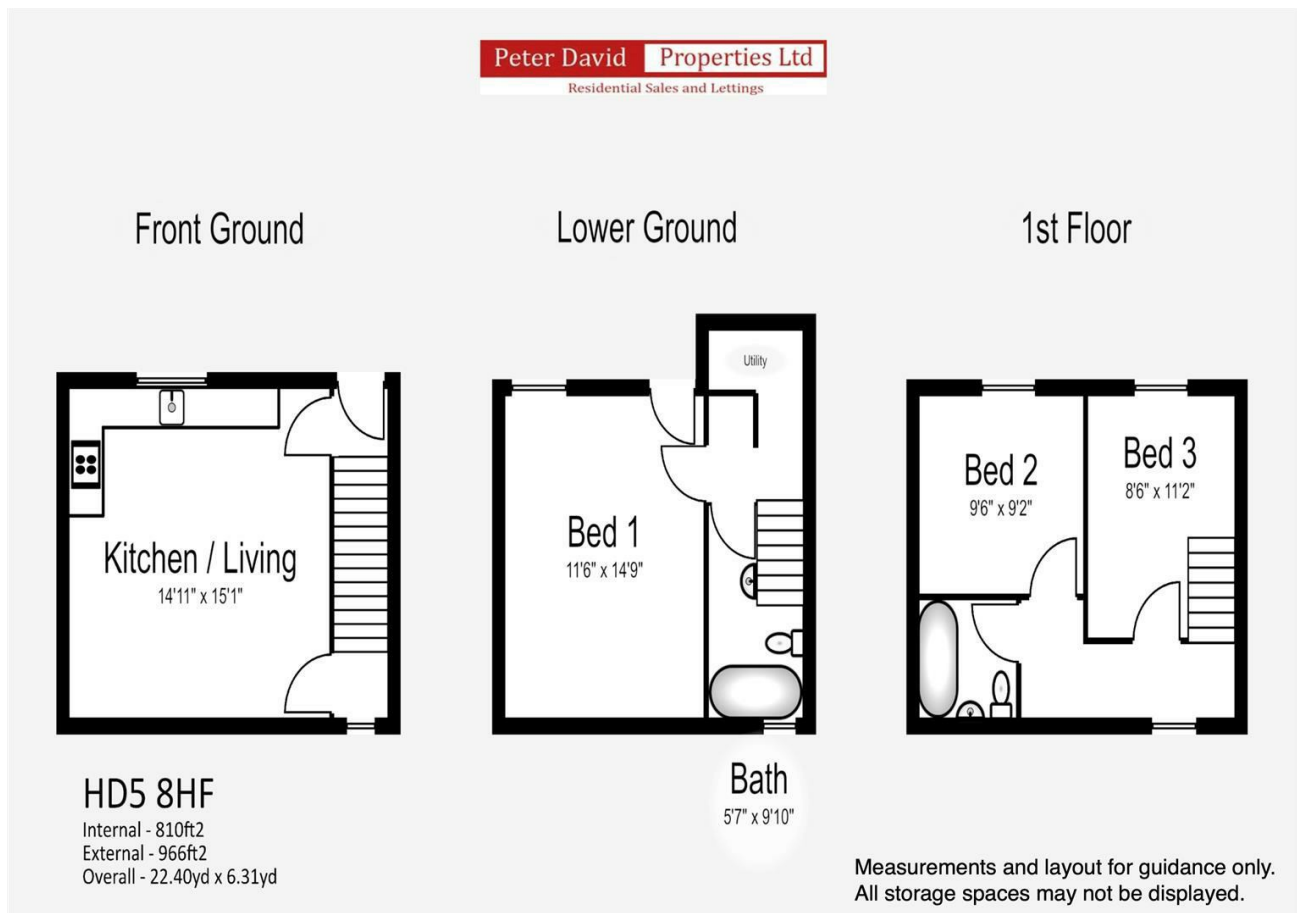 Peter David Properties Ltd
Residential Sales and Lettings
Front Ground
Lower Ground
1st Floor
Utility
Kitchen / Living
14'11" x 15'1"
Bed 1
11'6" x 14'9"
Bed 2
9'6" x 9'2"
Bed 3
8'6" x 11'2"
Bath
5'7" x 9'10"
HD5 8HF
Internal - 810ft2
External - 966ft2
Overall - 22.40yd x 6.31yd
Measurements and layout for guidance only.
All storage spaces may not be displayed.